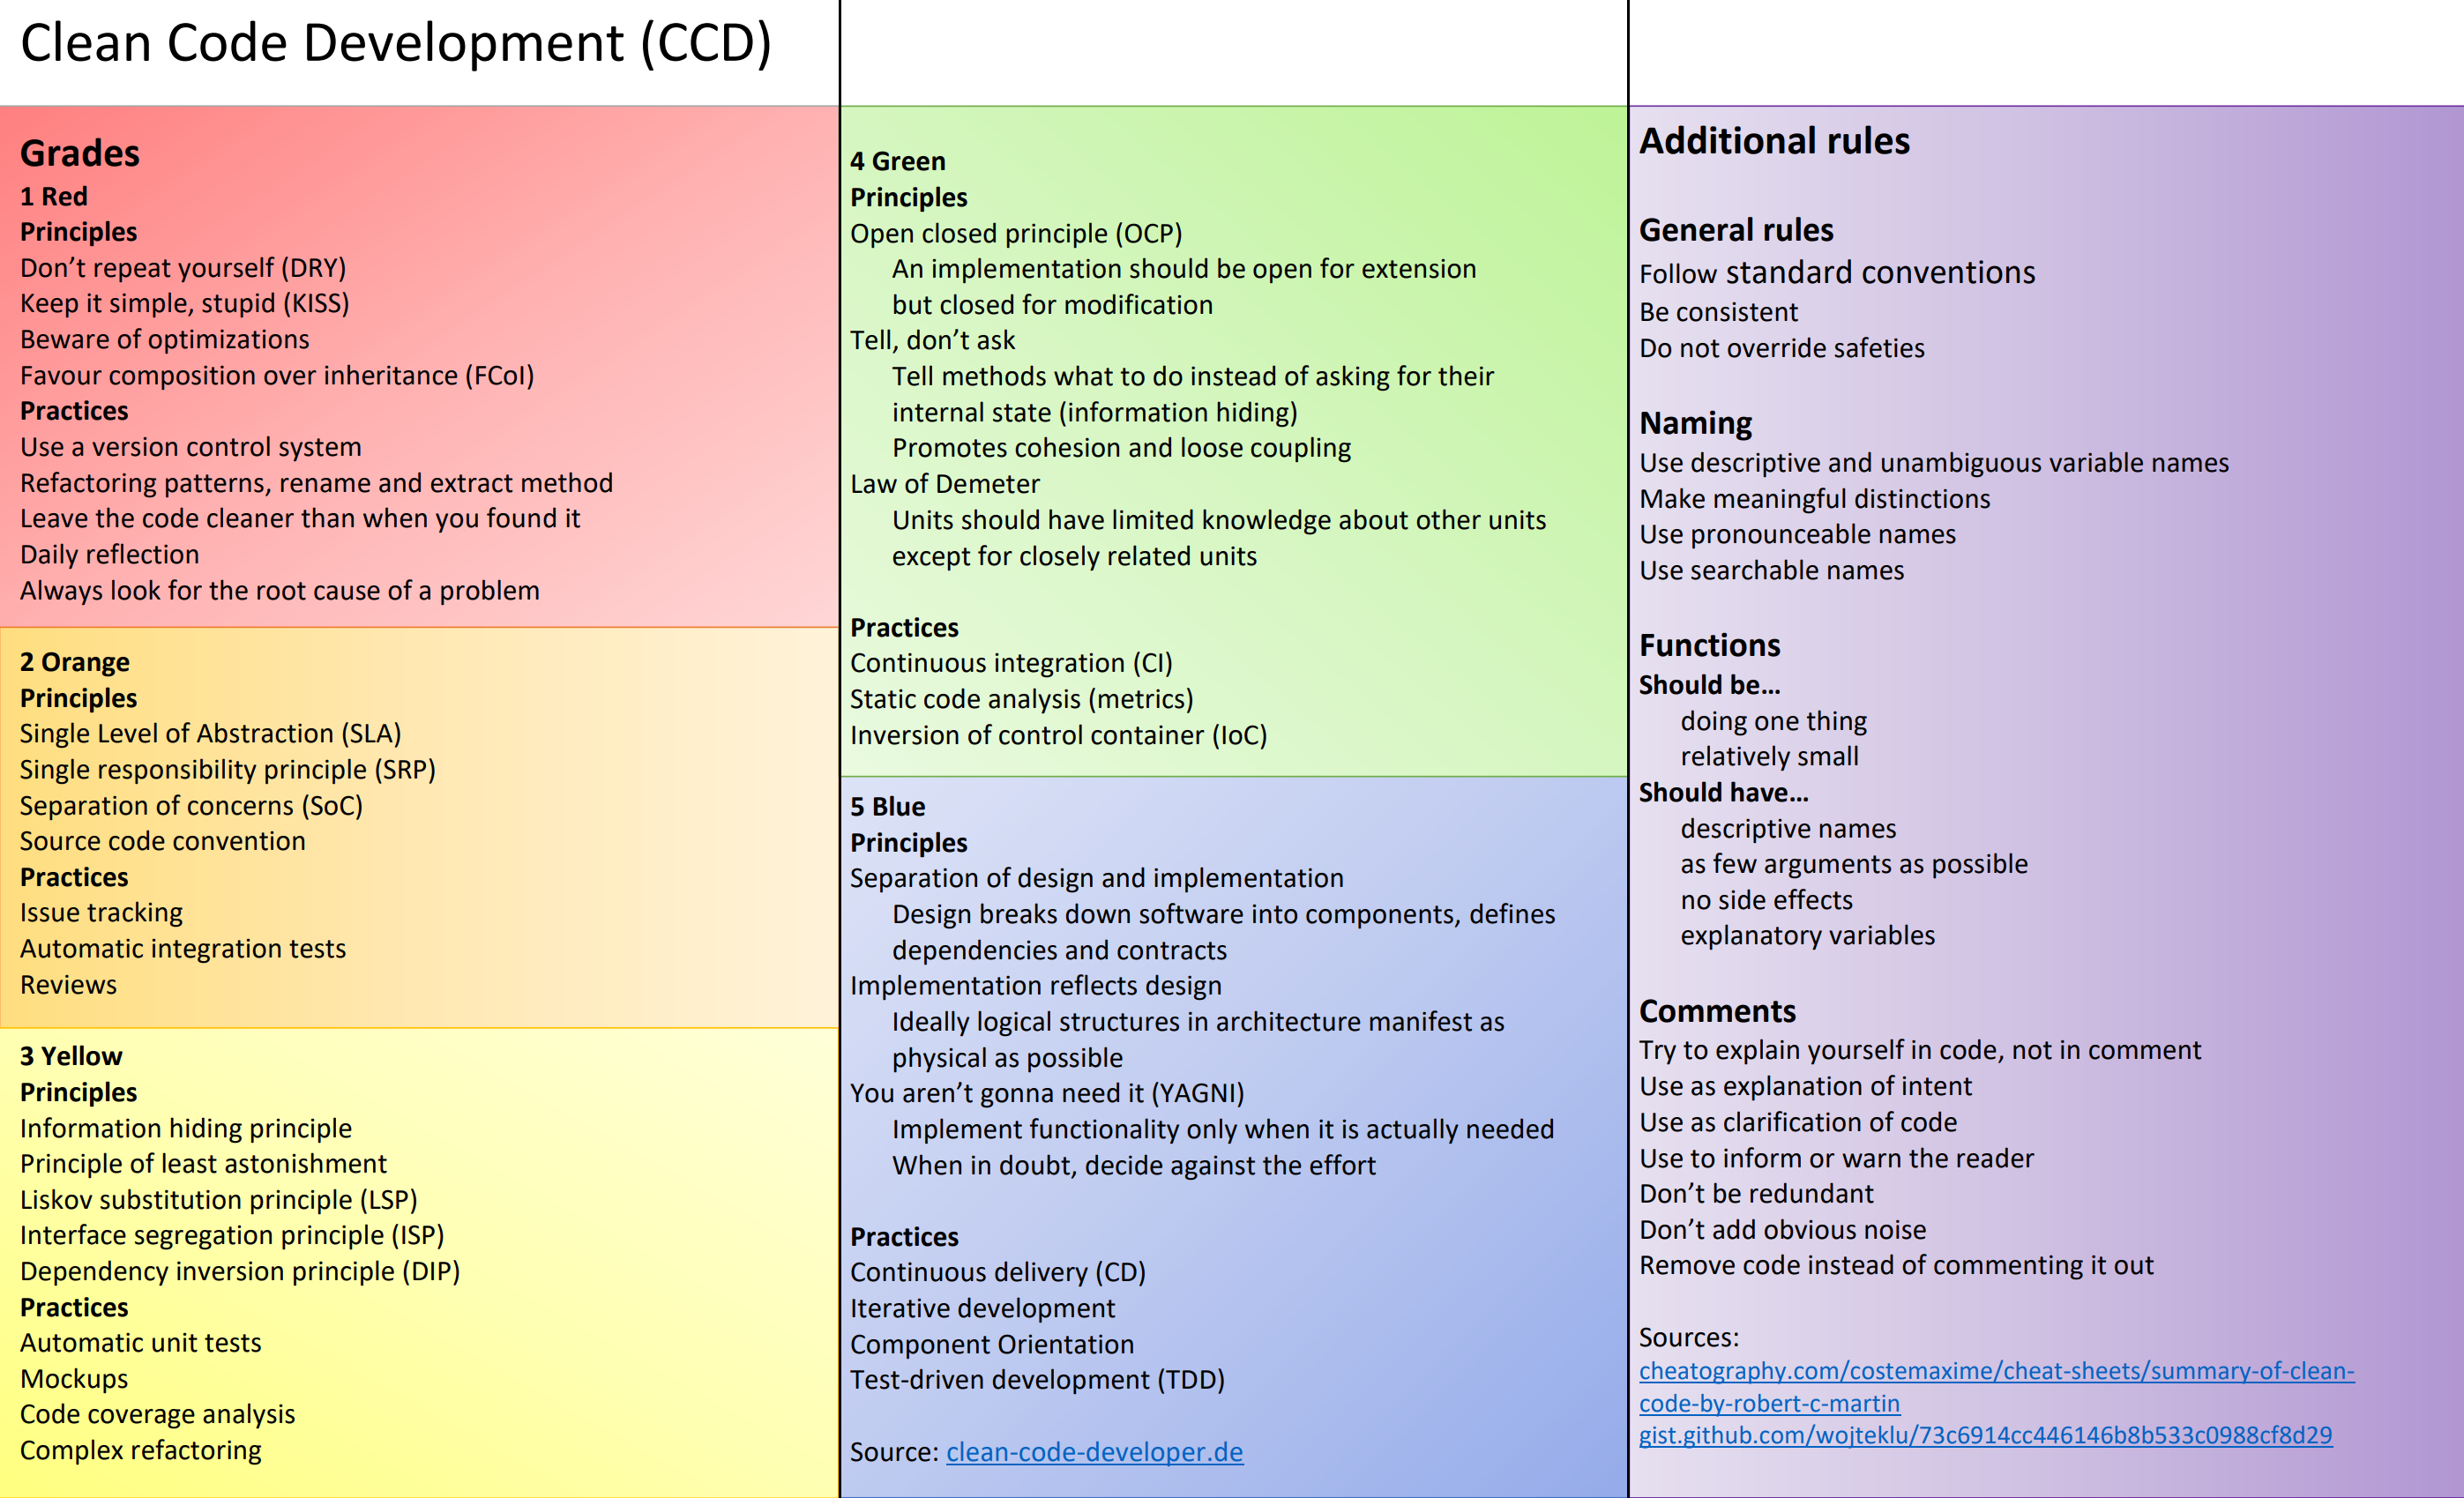 Clean Code Development (CCD)
Grades
1 Red
Principles
Don’t repeat yourself (DRY)
Keep it simple, stupid (KISS)
Beware of optimizations
Favour composition over inheritance (FCoI)
Practices
Use a version control system
Refactoring patterns, rename and extract method
Leave the code cleaner than when you found it
Daily reflection
Always look for the root cause of a problem
2 Orange
Principles
Single Level of Abstraction (SLA)
Single responsibility principle (SRP)
Separation of concerns (SoC)
Source code convention
Practices
Issue tracking
Automatic integration tests
Reviews
3 Yellow
Principles
Information hiding principle
Principle of least astonishment
Liskov substitution principle (LSP)
Interface segregation principle (ISP)
Dependency inversion principle (DIP)
Practices
Automatic unit tests
Mockups
Code coverage analysis
Complex refactoring
4 Green
Principles
Open closed principle (OCP)
An implementation should be open for extension
but closed for modification
Tell, don’t ask
Tell methods what to do instead of asking for their
internal state (information hiding)
Promotes cohesion and loose coupling
Law of Demeter
Units should have limited knowledge about other units
except for closely related units
Practices
Continuous integration (CI)
Static code analysis (metrics)
Inversion of control container (IoC)
5 Blue
Principles
Separation of design and implementation
Design breaks down software into components, defines
dependencies and contracts
Implementation reflects design
Ideally logical structures in architecture manifest as
physical as possible
You aren’t gonna need it (YAGNI)
Implement functionality only when it is actually needed
When in doubt, decide against the effort
Practices
Continuous delivery (CD)
Iterative development
Component Orientation
Test-driven development (TDD)
Source: clean-code-developer.de
Additional rules
General rules
Follow standard conventions
Be consistent
Do not override safeties
Naming
Use descriptive and unambiguous variable names
Make meaningful distinctions
Use pronounceable names
Use searchable names
Functions
Should be…
doing one thing
relatively small
Should have…
descriptive names
as few arguments as possible
no side effects
explanatory variables
Comments
Try to explain yourself in code, not in comment
Use as explanation of intent
Use as clarification of code
Use to inform or warn the reader
Don’t be redundant
Don’t add obvious noise
Remove code instead of commenting it out
Sources:
cheatography.com/costemaxime/cheat-sheets/summary-of-clean-
code-by-robert-c-martin
gist.github.com/wojteklu/73c6914cc446146b8b533c0988cf8d29